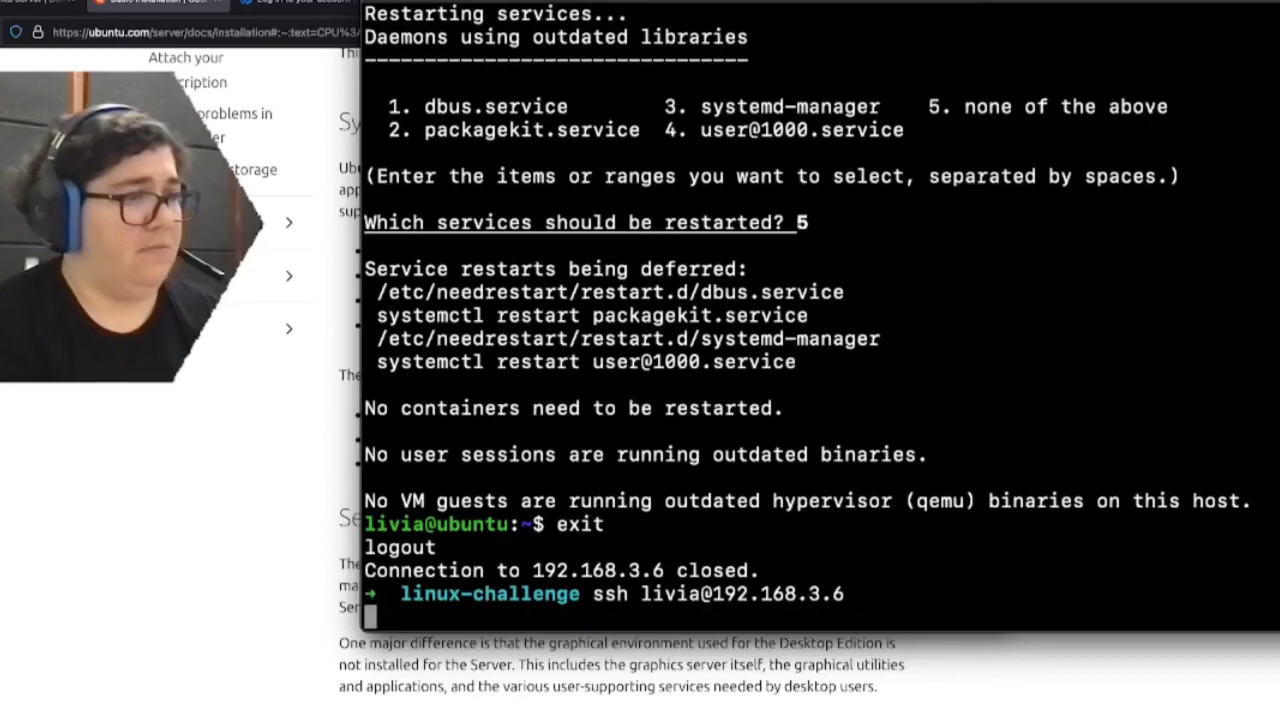 https://ubuntu.com/server/docs/installation#:~:text=CPU%3/
Attach your
problems in
storage
Restarting services...
Daemons using outdated libraries
--------------------------------
1. dbus.service 3. systemd-manager 5. none of the above
2. packagekit.service 4. user@1000.service
(Enter the items or ranges you want to select, separated by spaces.)
Which services should be restarted? 5
Service restarts being deferred:
/etc/needrestart/restart.d/dbus.service
systemctl restart packagekit.service
/etc/needrestart/restart.d/systemd-manager
systemctl restart user@1000.service
No containers need to be restarted.
No user sessions are running outdated binaries.
No VM guests are running outdated hypervisor (qemu) binaries on this host.
livia@ubuntu:~$ exit
logout
Connection to 192.168.3.6 closed.
→ linux-challenge ssh livia@192.168.3.6
One major difference is that the graphical environment used for the Desktop Edition is
not installed for the Server. This includes the graphics server itself, the graphical utilities
and applications, and the various user-supporting services needed by desktop users.